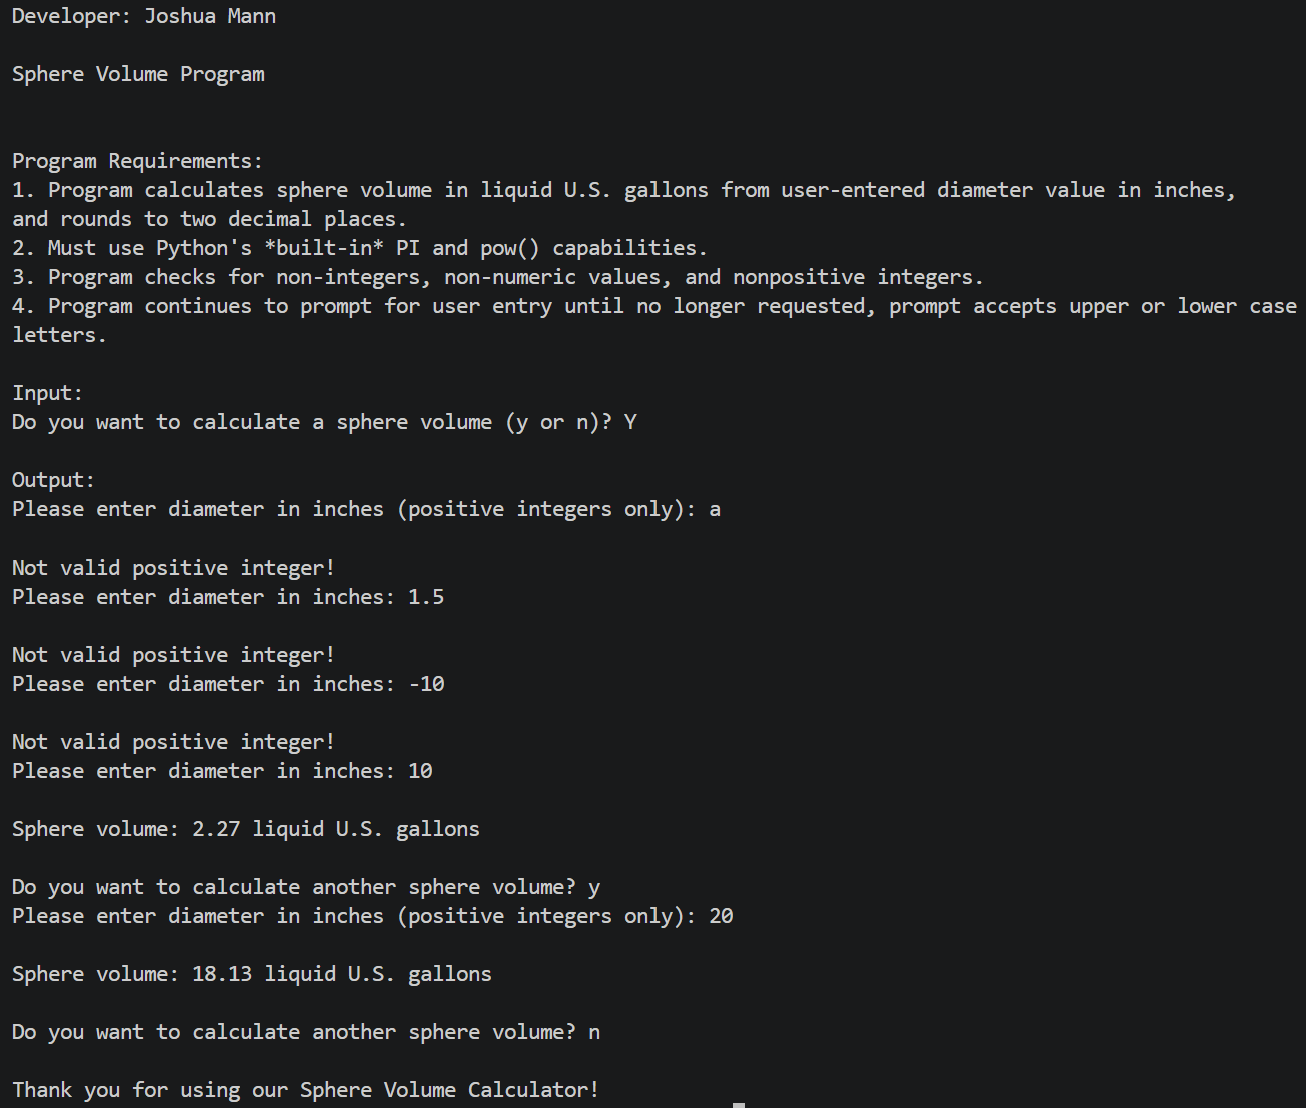 Developer: Joshua Mann
Sphere Volume Program
Program Requirements:
1. Program calculates sphere volume in liquid U.S. gallons from user-entered diameter value in inches,
and rounds to two decimal places.
2. Must use Python's *built-in* PI and pow() capabilities.
3. Program checks for non-integers, non-numeric values, and nonpositive integers.
4. Program continues to prompt for user entry until no longer requested, prompt accepts upper or lower case
letters.
Input:
Do you want to calculate a sphere volume (y or n)? Y
Output:
Please enter diameter in inches (positive integers only): a
Not valid positive integer!
Please enter diameter in inches: 1.5
Not valid positive integer!
Please enter diameter in inches: -10
Not valid positive integer!
Please enter diameter in inches: 10
Sphere volume: 2.27 liquid U.S. gallons
Do you want to calculate another sphere volume? y
Please enter diameter in inches (positive integers only): 20
Sphere volume: 18.13 liquid U.S. gallons
Do you want to calculate another sphere volume? n
Thank you for using our Sphere Volume Calculator!